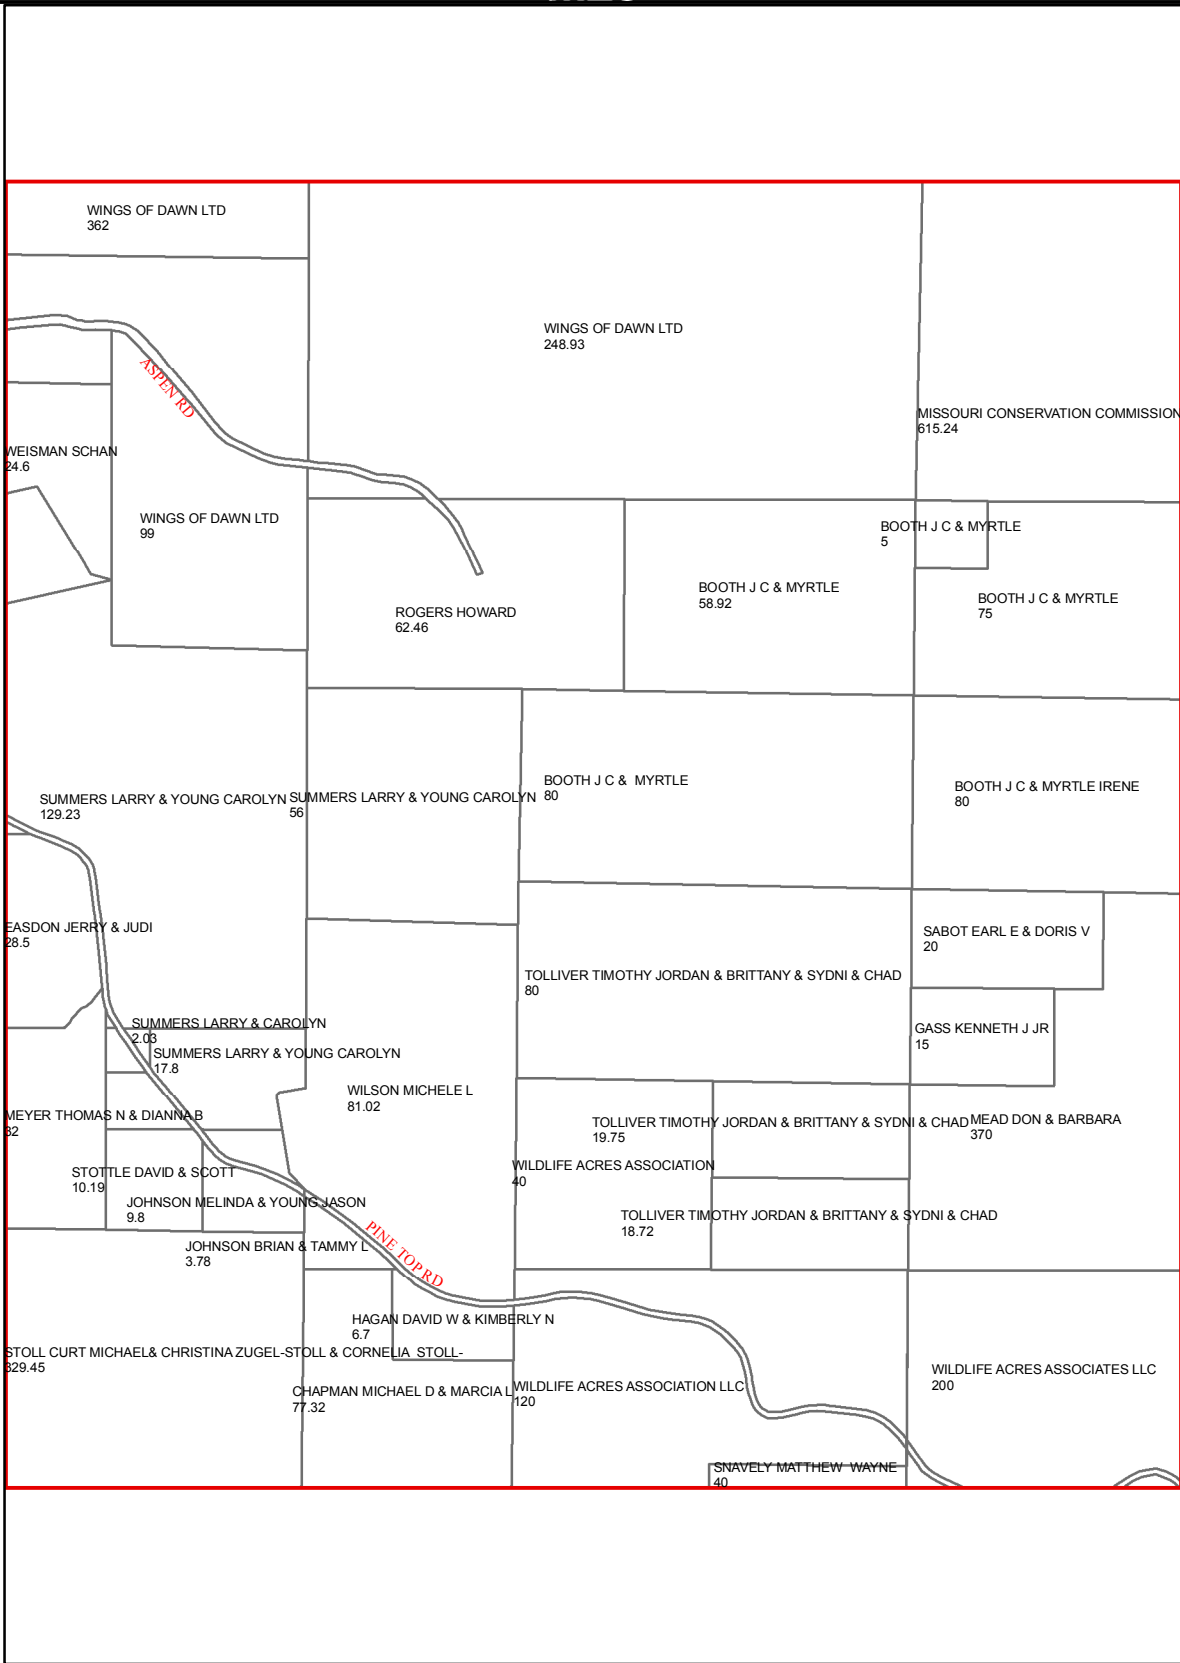 WINGS OF DAWN LTD
362
WINGS OF DAWN LTD
248.93
ASPEN RD
MISSOURI CONSERVATION COMMISSION
615.24
WEISMAN SCHAN
24.6
WINGS OF DAWN LTD
99
BOOTH J C & MYRTLE
5
BOOTH J C & MYRTLE
58.92
BOOTH J C & MYRTLE
75
ROGERS HOWARD
62.46
SUMMERS LARRY & YOUNG CAROLYN
129.23
SUMMERS LARRY & YOUNG CAROLYN
56
BOOTH J C & MYRTLE
80
BOOTH J C & MYRTLE IRENE
80
EASDON JERRY & JUDI
28.5
SABOT EARL E & DORIS V
20
TOLLIVER TIMOTHY JORDAN & BRITTANY & SYDNI & CHAD
80
SUMMERS LARRY & CAROLYN
2.03
GASS KENNETH J JR
15
SUMMERS LARRY & YOUNG CAROLYN
17.8
WILSON MICHELE L
81.02
MEYER THOMAS N & DIANNA B
32
TOLLIVER TIMOTHY JORDAN & BRITTANY & SYDNI & CHAD
19.75
MEAD DON & BARBARA
370
WILDLIFE ACRES ASSOCIATION
40
STOTTLE DAVID & SCOTT
10.19
JOHNSON MELINDA & YOUNG JASON
9.8
TOLLIVER TIMOTHY JORDAN & BRITTANY & SYDNI & CHAD
18.72
JOHNSON BRIAN & TAMMY L
3.78
PINE TOP RD
HAGAN DAVID W & KIMBERLY N
6.7
STOLL CURT MICHAEL& CHRISTINA ZUGEL-STOLL & CORNELIA STOLL-
329.45
WILDLIFE ACRES ASSOCIATES LLC
200
CHAPMAN MICHAEL D & MARCIA L
77.32
WILDLIFE ACRES ASSOCIATION LLC
120
SNAVELY MATTHEW WAYNE
40